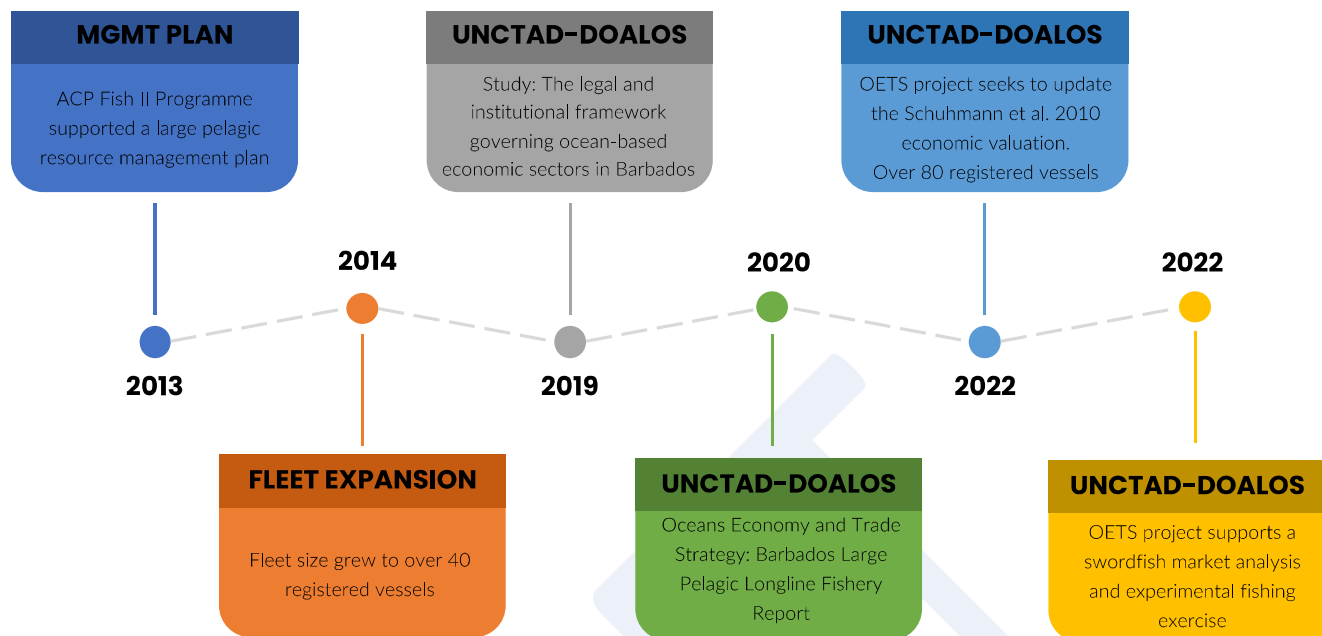 MGMT PLAN
ACP Fish II Programme
supported a large pelagic
resource management plan
2013
2014
FLEET EXPANSION
Fleet size grew to over 40
registered vessels
UNCTAD-DOALOS
Study: The legal and
institutional framework
governing ocean-based
economic sectors in Barbados
2019
2020
UNCTAD-DOALOS
Oceans Economy and Trade
Strategy: Barbados Large
Pelagic Longline Fishery
Report
UNCTAD-DOALOS
OETS project seeks to update
the Schuhmann et al. 2010
economic valuation.
Over 80 registered vessels
2022
2022
UNCTAD-DOALOS
OETS project supports a
swordfish market analysis
and experimental fishing
exercise